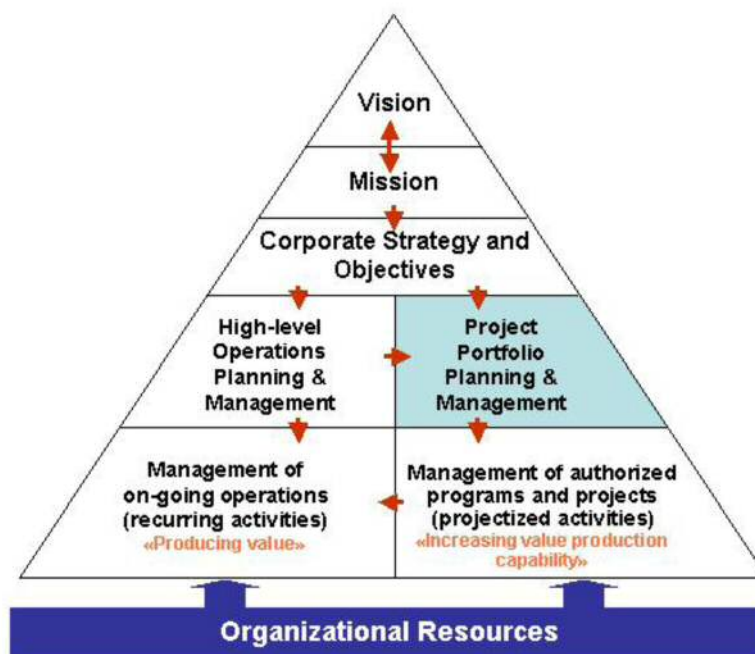 Vision
Mission
Corporate Strategy and
Objectives
High-level
Operations
Planning &
Management
Project
Portfolio
Planning &
Management
Management of
on-going operations
(recurring activities)
«Producing value»
Management of authorized
programs and projects
(projectized activities)
«Increasing value production
capability»
Organizational Resources